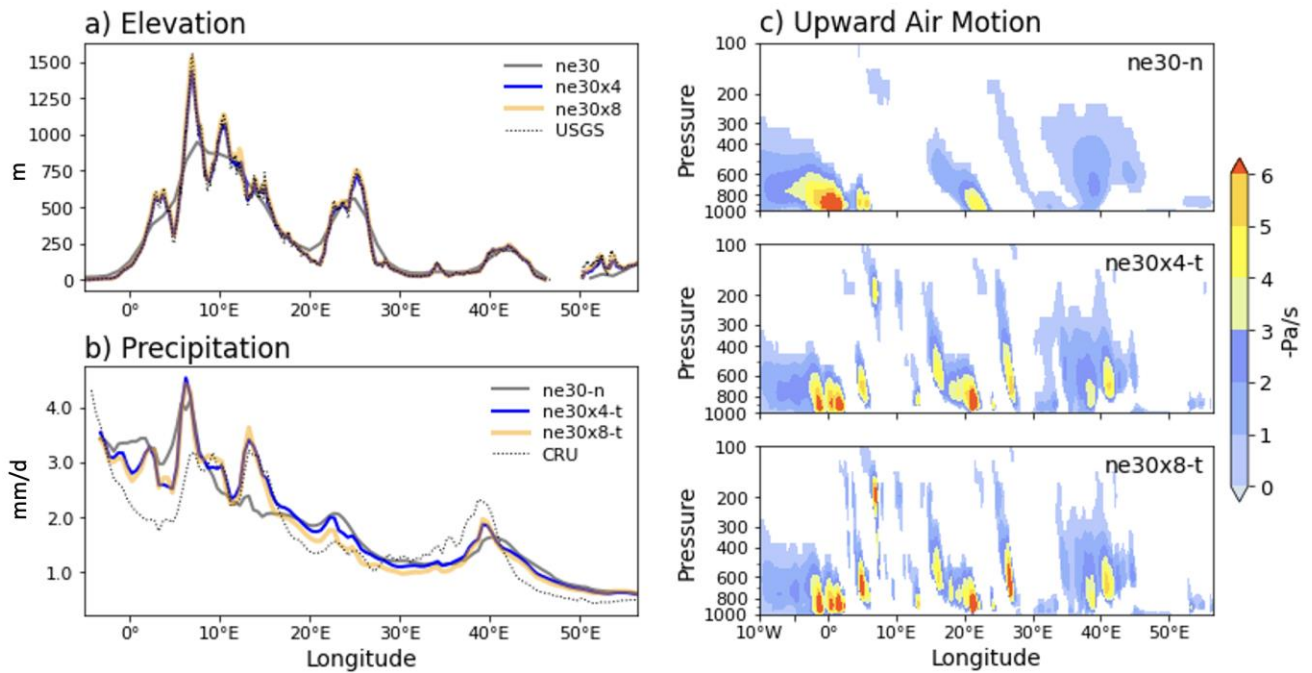 a) Elevation
1500
1250
1000
750
500
250
0
m
ne30
ne30x4
ne30x8
USGS
0° 10°E 20°E 30°E 40°E 50°E
b) Precipitation
4.0
3.0
2.0
1.0
mm/d
ne30-n
ne30x4-t
ne30x8-t
CRU
0° 10°E 20°E 30°E 40°E 50°E
Longitude
c) Upward Air Motion
100
200
300
400
600
800
1000
Pressure
ne30-n
100
200
300
400
600
800
1000
Pressure
ne30x4-t
100
200
300
400
600
800
1000
Pressure
ne30x8-t
10°W 0° 10°E 20°E 30°E 40°E 50°E
Longitude
6
5
4
3
2
1
0
-Pa/s